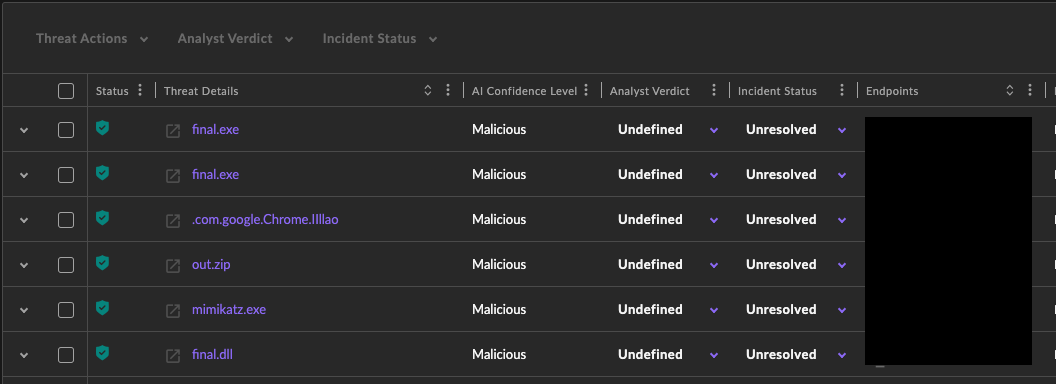 Threat Actions Analyst Verdict Incident Status
Status Threat Details AI Confidence Level Analyst Verdict Incident Status Endpoints
final.exe Malicious Undefined Unresolved
final.exe Malicious Undefined Unresolved
.com.google.Chrome.IIllao Malicious Undefined Unresolved
out.zip Malicious Undefined Unresolved
mimikatz.exe Malicious Undefined Unresolved
final.dll Malicious Undefined Unresolved